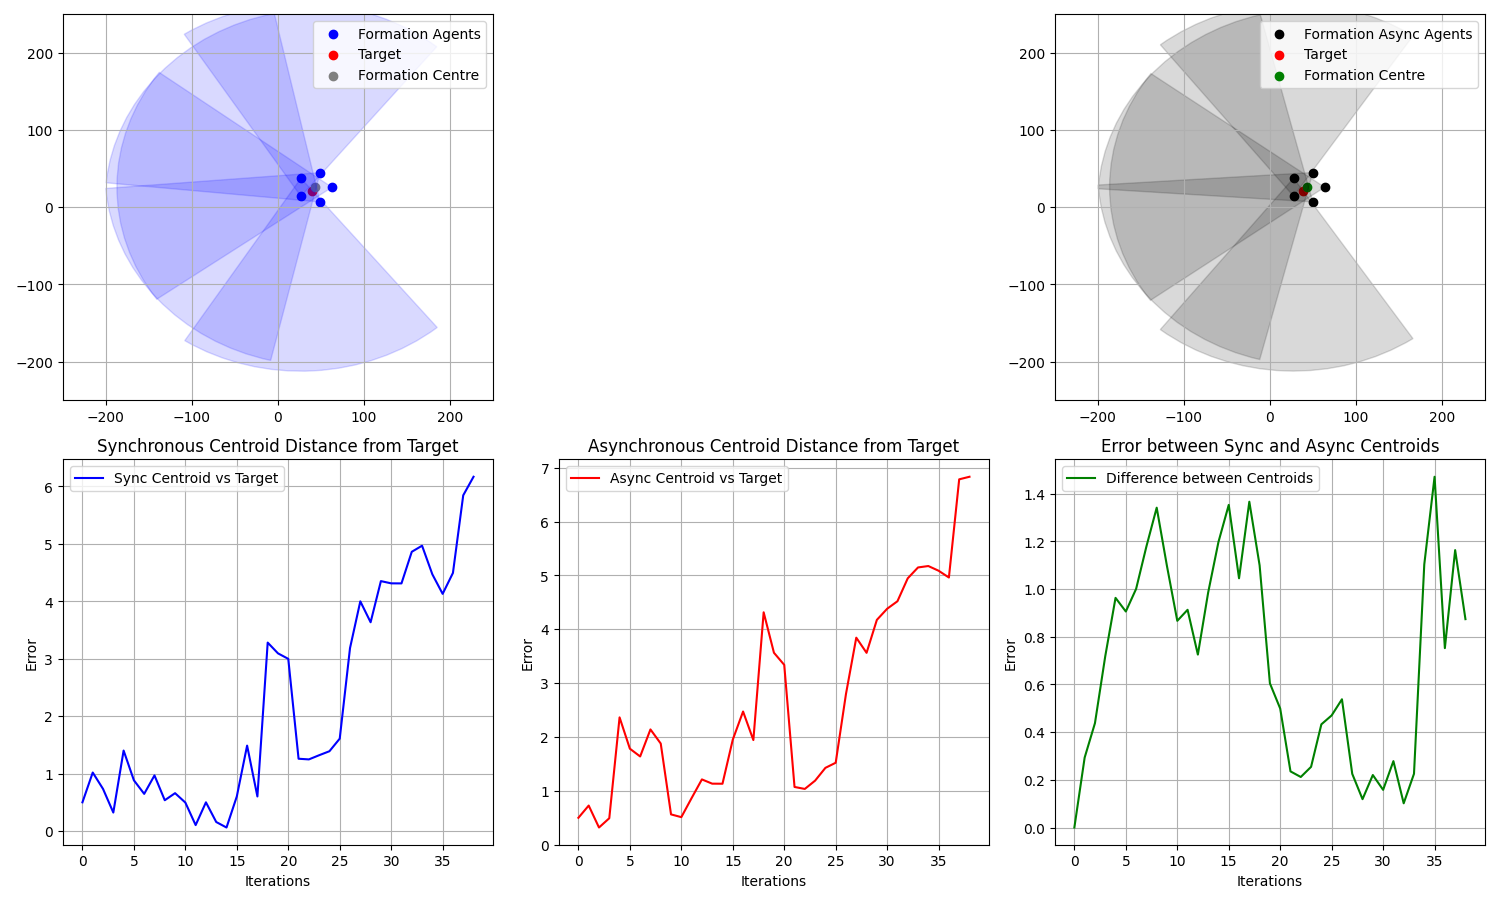 Formation Agents
Target
Formation Centre
200
100
0
−100
−200
−200 −100 0 100 200
Formation Async Agents
Target
Formation Centre
200
100
0
−100
−200
−200 −100 0 100 200
Synchronous Centroid Distance from Target
Sync Centroid vs Target
6
5
4
3
2
1
0
Error
0 5 10 15 20 25 30 35
Iterations
Asynchronous Centroid Distance from Target
Async Centroid vs Target
7
6
5
4
3
2
1
0
Error
0 5 10 15 20 25 30 35
Iterations
Error between Sync and Async Centroids
Difference between Centroids
1.4
1.2
1.0
0.8
0.6
0.4
0.2
0.0
Error
0 5 10 15 20 25 30 35
Iterations